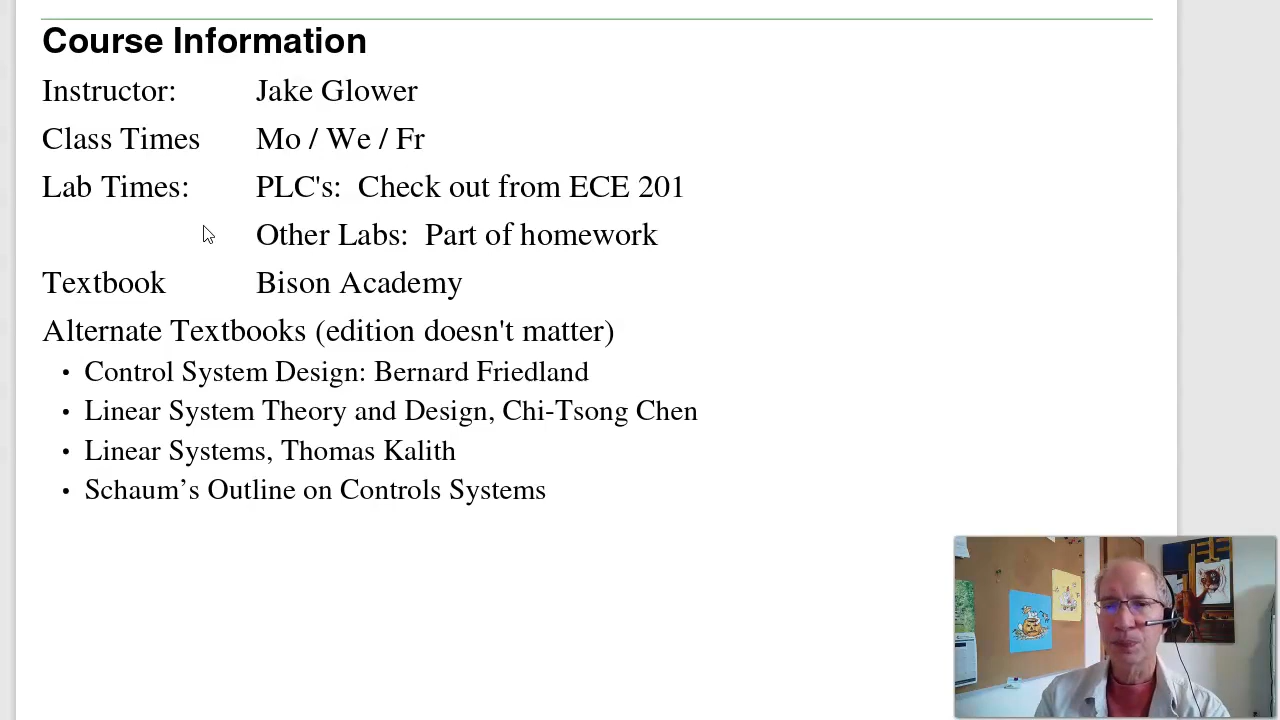 Course Information
Instructor: Jake Glower
Class Times Mo / We / Fr
Lab Times: PLC's: Check out from ECE 201
Other Labs: Part of homework
Textbook Bison Academy
Alternate Textbooks (edition doesn't matter)
• Control System Design: Bernard Friedland
• Linear System Theory and Design, Chi-Tsong Chen
• Linear Systems, Thomas Kalith
• Schaum’s Outline on Controls Systems